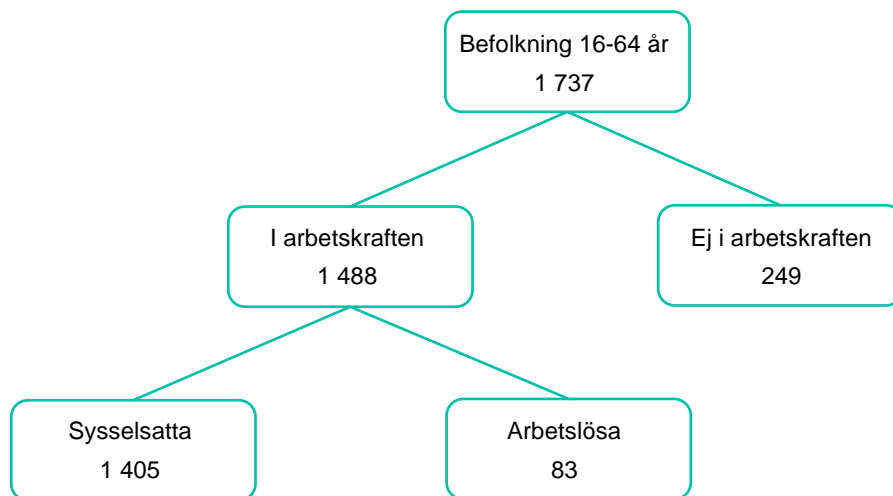 Befolkning 16-64 år
1 737
I arbetskraften
1 488
Ej i arbetskraften
249
Sysselsatta
1 405
Arbetslösa
83